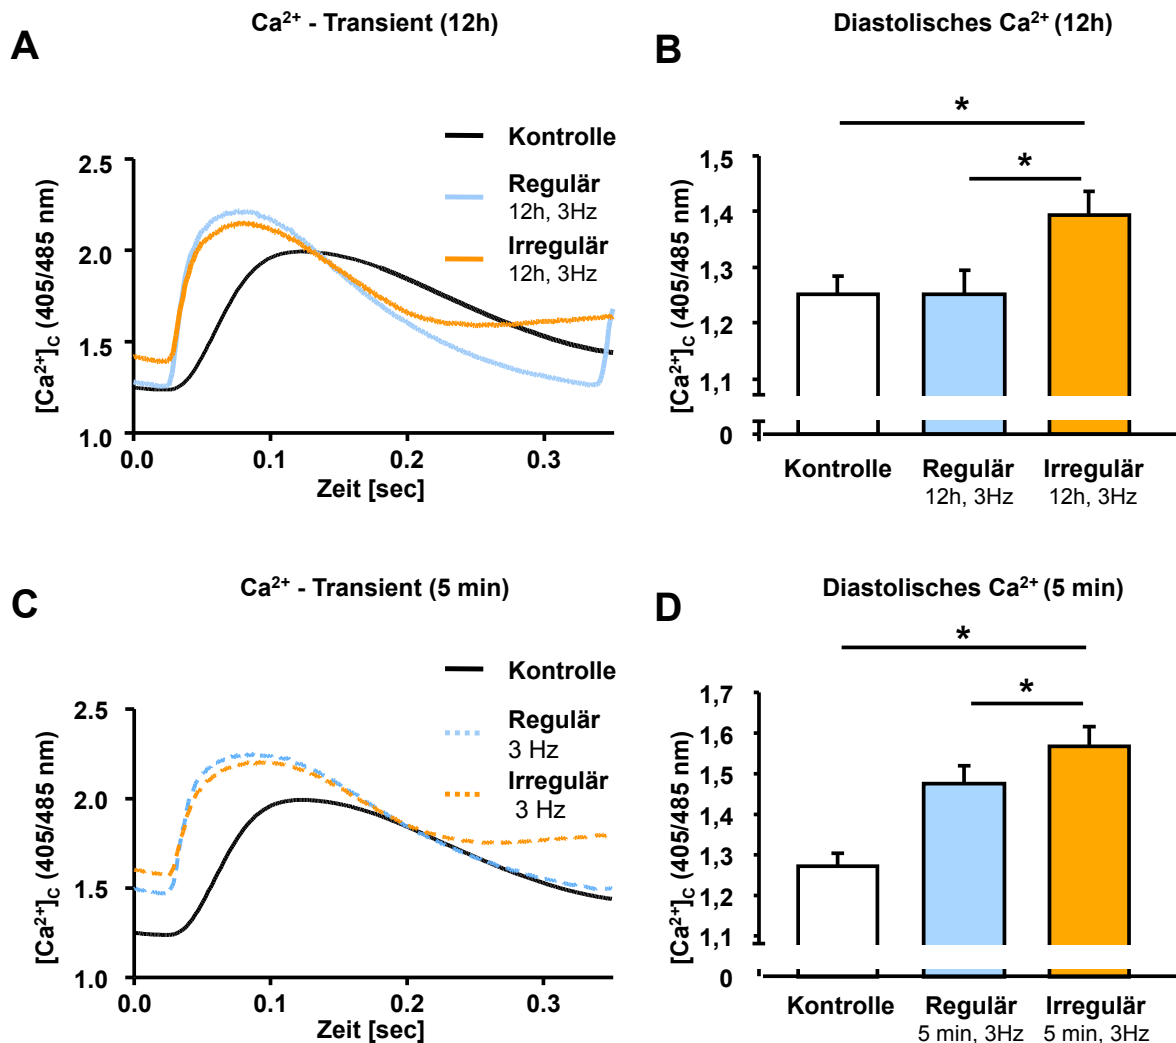 A
Ca²⁺ - Transient (12h)
Kontrolle
Regulär
12h, 3Hz
Irregulär
12h, 3Hz
[Ca²⁺]C (405/485 nm)
2.5
2.0
1.5
1.0
0.0 0.1 0.2 0.3
Zeit [sec]
B
Diastolisches Ca²⁺ (12h)
*
*
[Ca²⁺]C (405/485 nm)
1,5
1,4
1,3
1,2
1,1
0
Kontrolle Regulär Irregulär
12h, 3Hz 12h, 3Hz
C
Ca²⁺ - Transient (5 min)
Kontrolle
Regulär
3 Hz
Irregulär
3 Hz
[Ca²⁺]C (405/485 nm)
2.5
2.0
1.5
1.0
0.0 0.1 0.2 0.3
Zeit [sec]
D
Diastolisches Ca²⁺ (5 min)
*
*
[Ca²⁺]C (405/485 nm)
1,7
1,6
1,5
1,4
1,3
1,2
1,1
0
Kontrolle Regulär Irregulär
5 min, 3Hz 5 min, 3Hz